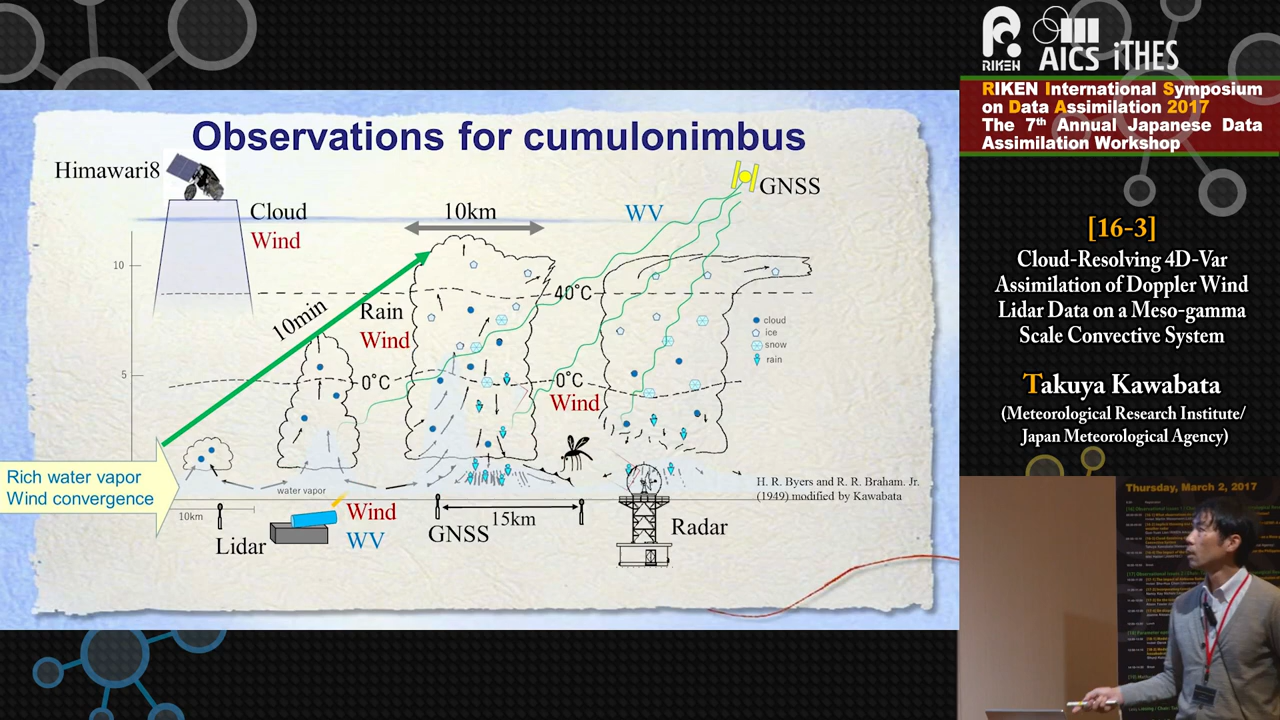 Observations for cumulonimbus
Himawari8
Cloud
Wind
10km
WV
GNSS
10
10min
Rain
Wind
40°C
cloud
ice
snow
rain
5
0°C
0°C
Wind
Rich water vapor
Wind convergence
water vapor
10km
Lidar
Wind
WV
GNSS
15km
Radar
H. R. Byers and R. R. Braham. Jr.
(1949) modified by Kawabata
RIKEN
AICS
iTHES
RIKEN International Symposium
on Data Assimilation 2017
The 7th Annual Japanese Data
Assimilation Workshop
[16-3]
Cloud-Resolving 4D-Var
Assimilation of Doppler Wind
Lidar Data on a Meso-gamma
Scale Convective System
Takuya Kawabata
(Meteorological Research Institute/
Japan Meteorological Agency)
Thursday, March 2, 2017